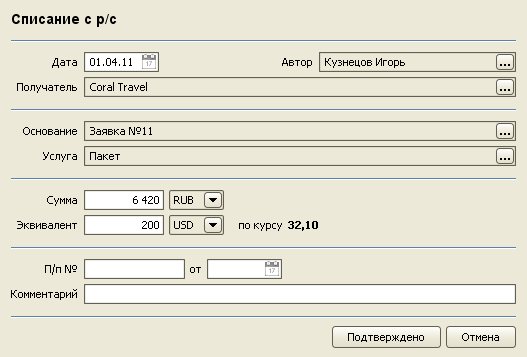 Списание с р/с
Дата 01.04.11 17 Автор Кузнецов Игорь ...
Получатель Coral Travel ...
Основание Заявка №11 ...
Услуга Пакет ...
Сумма 6 420 RUB
Эквивалент 200 USD по курсу 32,10
П/п № от 17
Комментарий
Подтверждено Отмена